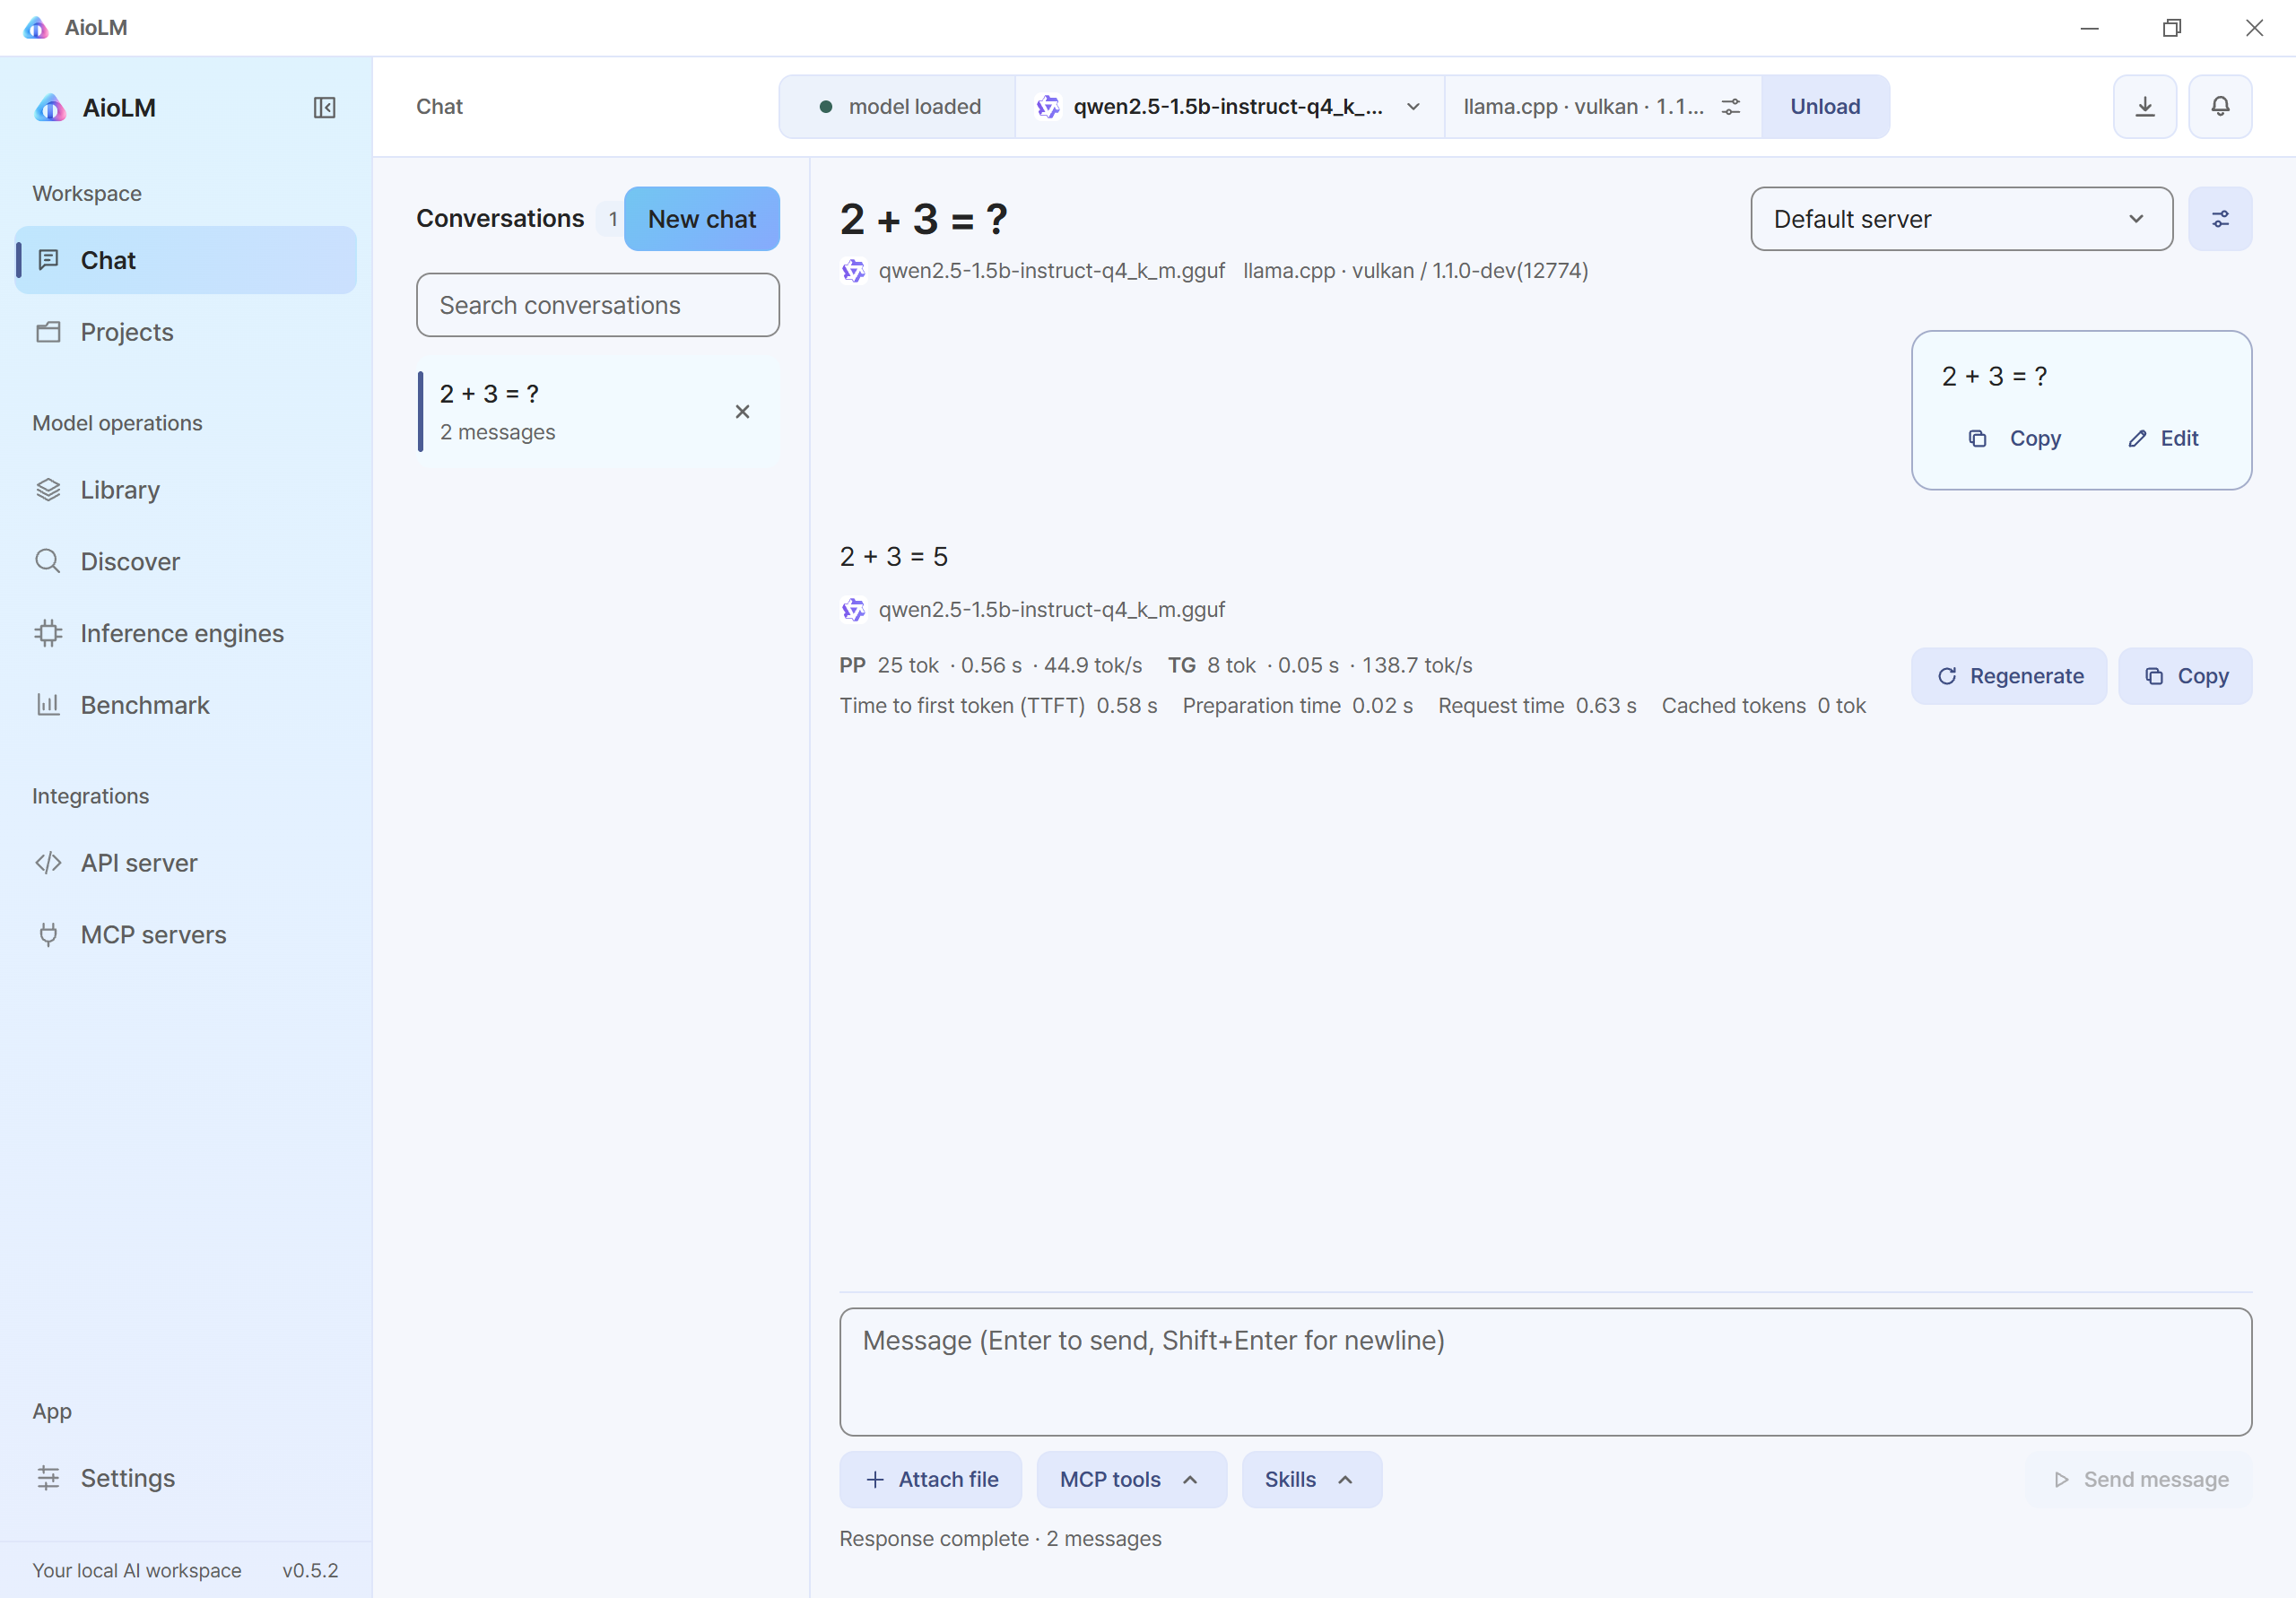 AioLM
AioLM
Workspace
Chat
Projects
Model operations
Library
Discover
Inference engines
Benchmark
Integrations
API server
MCP servers
App
Settings
Your local AI workspace v0.5.2
Chat
model loaded qwen2.5-1.5b-instruct-q4_k_... llama.cpp · vulkan · 1.1... Unload
Conversations 1 New chat
Search conversations
2 + 3 = ?
2 messages
2 + 3 = ?
Default server
qwen2.5-1.5b-instruct-q4_k_m.gguf llama.cpp · vulkan / 1.1.0-dev(12774)
2 + 3 = ?
Copy Edit
2 + 3 = 5
qwen2.5-1.5b-instruct-q4_k_m.gguf
PP 25 tok · 0.56 s · 44.9 tok/s TG 8 tok · 0.05 s · 138.7 tok/s
Time to first token (TTFT) 0.58 s Preparation time 0.02 s Request time 0.63 s Cached tokens 0 tok
Regenerate Copy
Message (Enter to send, Shift+Enter for newline)
Attach file MCP tools Skills Send message
Response complete · 2 messages